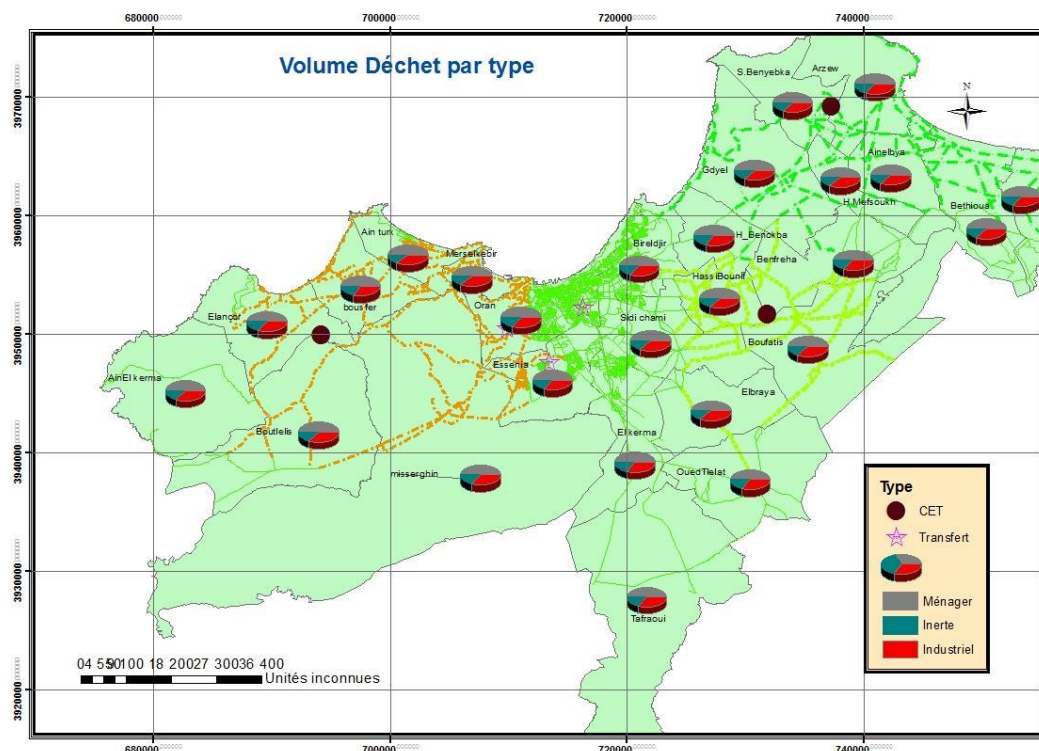 680000
700000
720000
740000
Volume Déchet par type
S.Benyebka
Arzew
N
3970000
Gdyel
Ainelbya
H.Mefsoukh
Bethioua
3960000
Ain turk
Merselkebir
Bireldjir
H_Benokba
Benfreha
HassiBounif
bousfer
Oran
Elançor
Sidi chami
3950000
Essenia
Boufatis
AinElkerma
Elbraya
Boutlelis
Elkerma
3940000
misserghin
OuedTlelat
Type
CET
Transfert
3930000
Ménager
Tafraoui
Inerte
Industriel
Unités inconnues
3920000
680000
700000
720000
740000